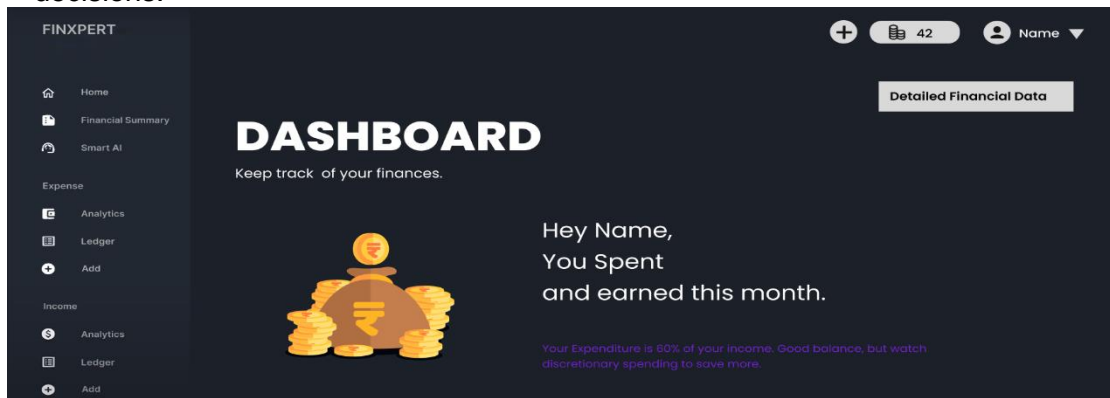 decisions.
FINXPERT
42
Name
Home
Financial Summary
Smart AI
Expense
Analytics
Ledger
Add
Income
Analytics
Ledger
Add
Detailed Financial Data
DASHBOARD
Keep track of your finances.
Hey Name,
You Spent
and earned this month.
Your Expenditure is 60% of your income. Good balance, but watch
discretionary spending to save more.